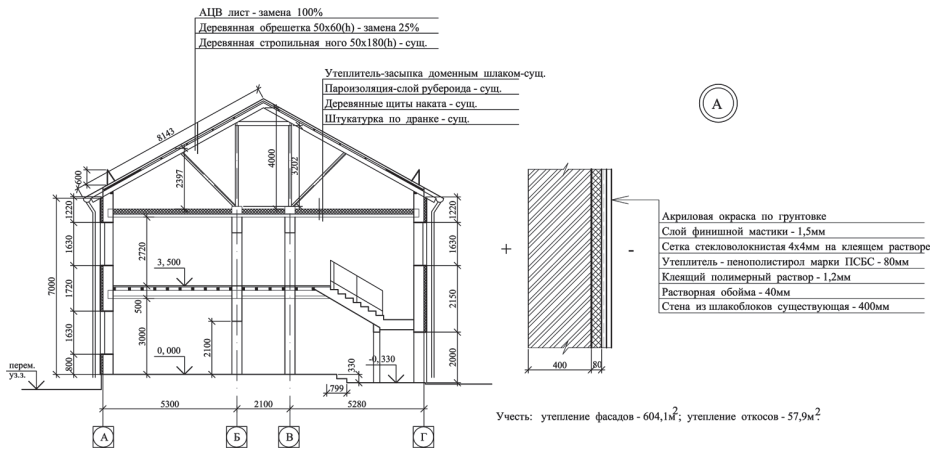 АЦВ лист - замена 100%
Деревянная обрешетка 50х60(h) - замена 25%
Деревянная стропильная ного 50х180(h) - сущ.
Утеплитель-засыпка доменным шлаком-сущ.
Пароизоляция-слой рубероида - сущ.
Деревянные щиты наката - сущ.
Штукатурка по дранке - сущ.
А
8143
600
2397
4000
3202
1220
1630
1720
1630
800
7000
2720
3,500
500
3000
2100
0,000
330
-0,330
799
1220
1630
2150
2000
перем.
уз.з.
5300
2100
5280
А
Б
В
Г
+
-
400
80
Акриловая окраска по грунтовке
Слой финишной мастики - 1,5мм
Сетка стекловолокнистая 4х4мм на клеящем растворе
Утеплитель - пенополистирол марки ПСБС - 80мм
Клеящий полимерный раствор - 1,2мм
Растворная обойма - 40мм
Стена из шлакоблоков существующая - 400мм
Учесть: утепление фасадов - 604,1м²; утепление откосов - 57,9м².